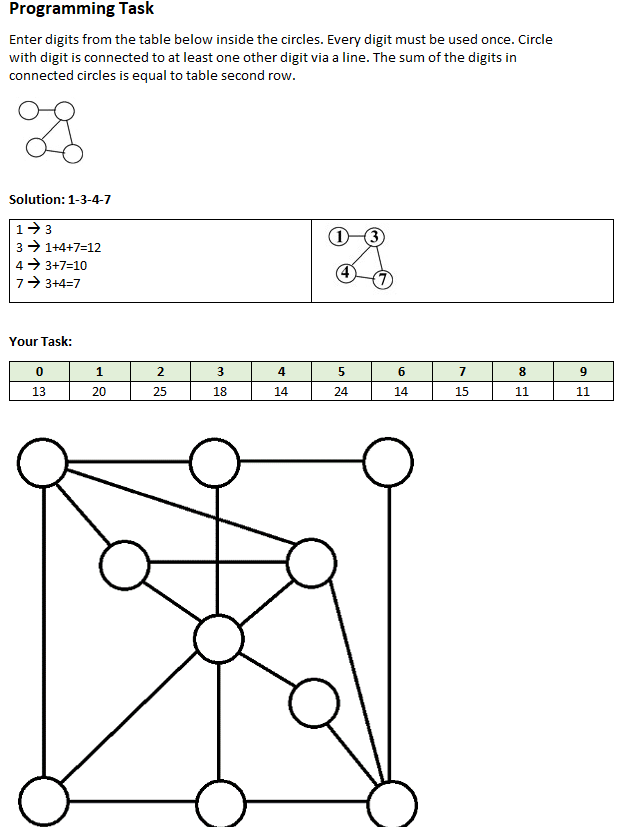 Programming Task
Enter digits from the table below inside the circles. Every digit must be used once. Circle
with digit is connected to at least one other digit via a line. The sum of the digits in
connected circles is equal to table second row.
Solution: 1-3-4-7
1 → 3
3 → 1+4+7=12
4 → 3+7=10
7 → 3+4=7
1 3
4 7
Your Task:
0 1 2 3 4 5 6 7 8 9
13 20 25 18 14 24 14 15 11 11